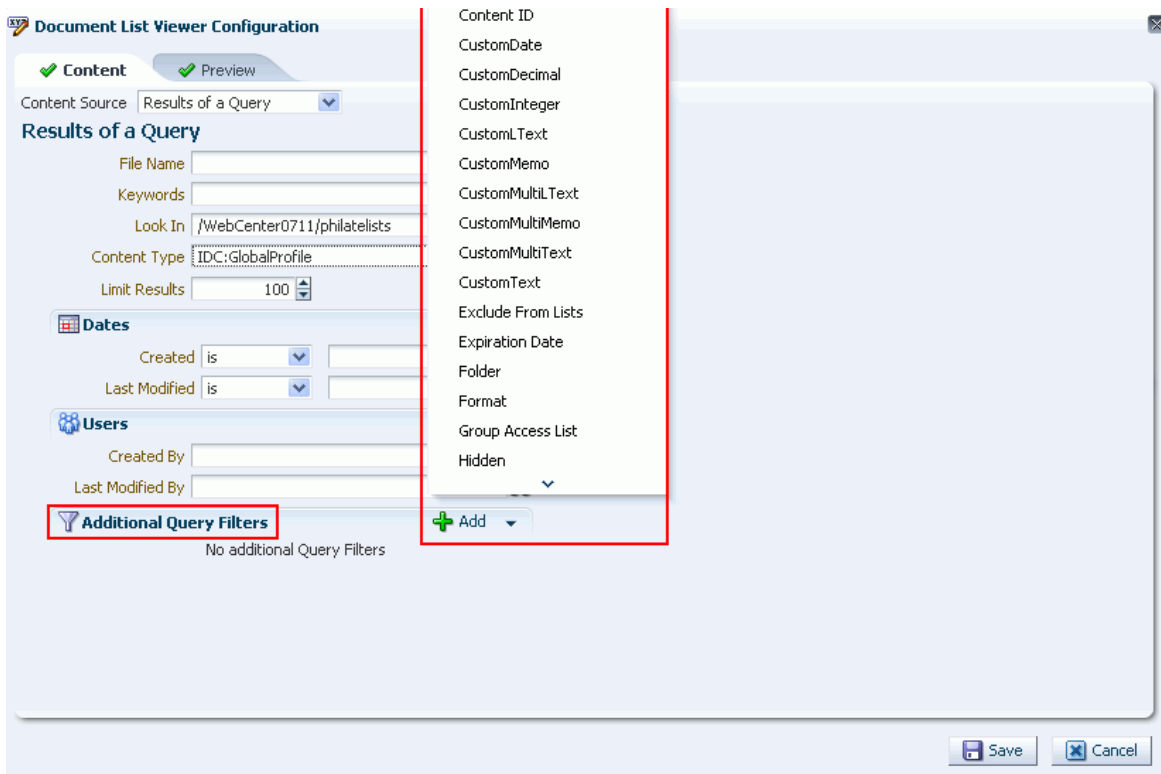 Document List Viewer Configuration
Content
Preview
Content Source Results of a Query
Results of a Query
File Name
Keywords
Look In /WebCenter0711/philatelists
Content Type IDC:GlobalProfile
Limit Results 100
Dates
Created is
Last Modified is
Users
Created By
Last Modified By
Additional Query Filters
No additional Query Filters
Content ID
CustomDate
CustomDecimal
CustomInteger
CustomLText
CustomMemo
CustomMultiLText
CustomMultiMemo
CustomMultiText
CustomText
Exclude From Lists
Expiration Date
Folder
Format
Group Access List
Hidden
Add
Save
Cancel